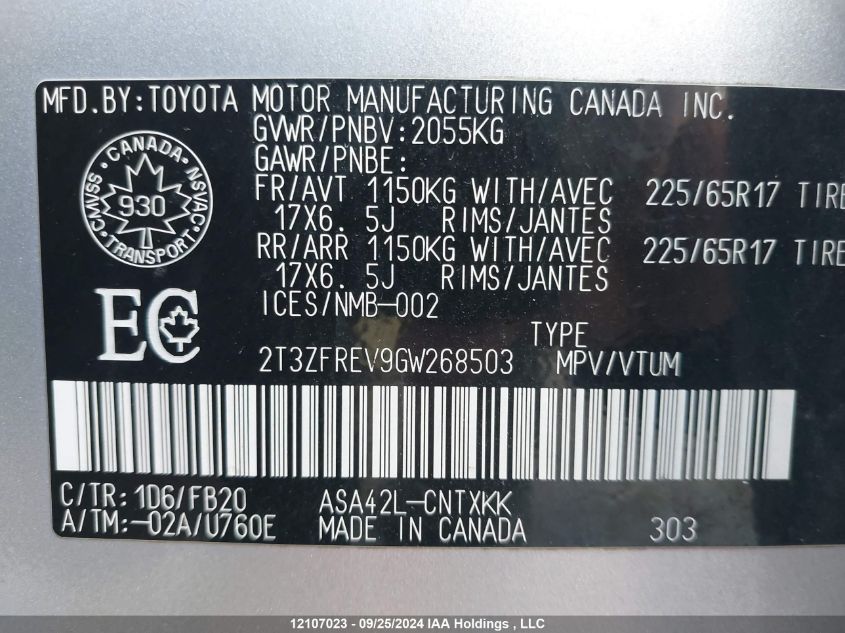 MFD.BY:TOYOTA MOTOR MANUFACTURING CANADA INC.
GVWR/PNBV:2055KG
GAWR/PNBE:
FR/AVT 1150KG WITH/AVEC 225/65R17 TIRE
17X6. 5J RIMS/JANTES
RR/ARR 1150KG WITH/AVEC 225/65R17 TIRE
17X6. 5J RIMS/JANTES
ICES/NMB-002
CANADA
CMVSS
930
NSVAC
TRANSPORT
EC
TYPE
2T3ZFREV9GW268503 MPV/VTUM
C/TR: 1D6/FB20 ASA42L-CNTXKK
A/TM:-02A/U760E MADE IN CANADA 303
12107023 - 09/25/2024 IAA Holdings , LLC